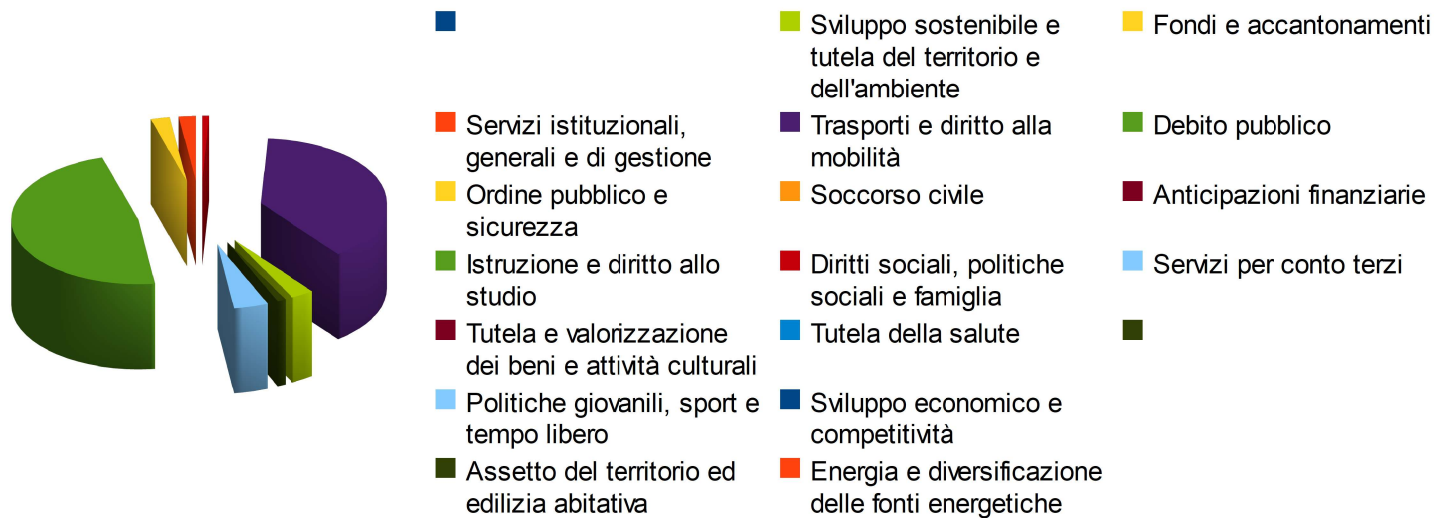 Servizi istituzionali,
generali e di gestione
Ordine pubblico e
sicurezza
Istruzione e diritto allo
studio
Tutela e valorizzazione
dei beni e attività culturali
Politiche giovanili, sport e
tempo libero
Assetto del territorio ed
edilizia abitativa
Sviluppo sostenibile e
tutela del territorio e
dell'ambiente
Trasporti e diritto alla
mobilità
Soccorso civile
Diritti sociali, politiche
sociali e famiglia
Tutela della salute
Sviluppo economico e
competitività
Energia e diversificazione
delle fonti energetiche
Fondi e accantonamenti
Debito pubblico
Anticipazioni finanziarie
Servizi per conto terzi